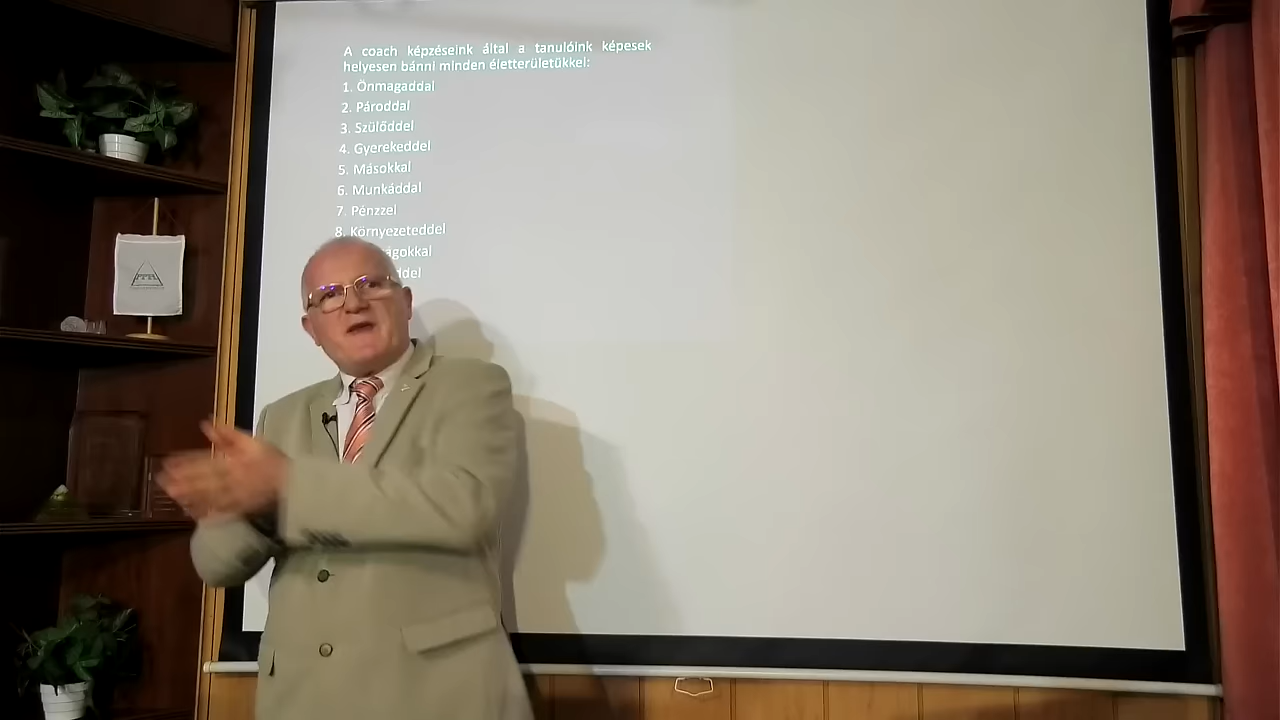 A coach képzéseink által a tanulóink képesek
helyesen bánni minden életterületükkel:
1. Önmagaddal
2. Pároddal
3. Szülőddel
4. Gyerekeddel
5. Másokkal
6. Munkáddal
7. Pénzzel
8. Környezeteddel